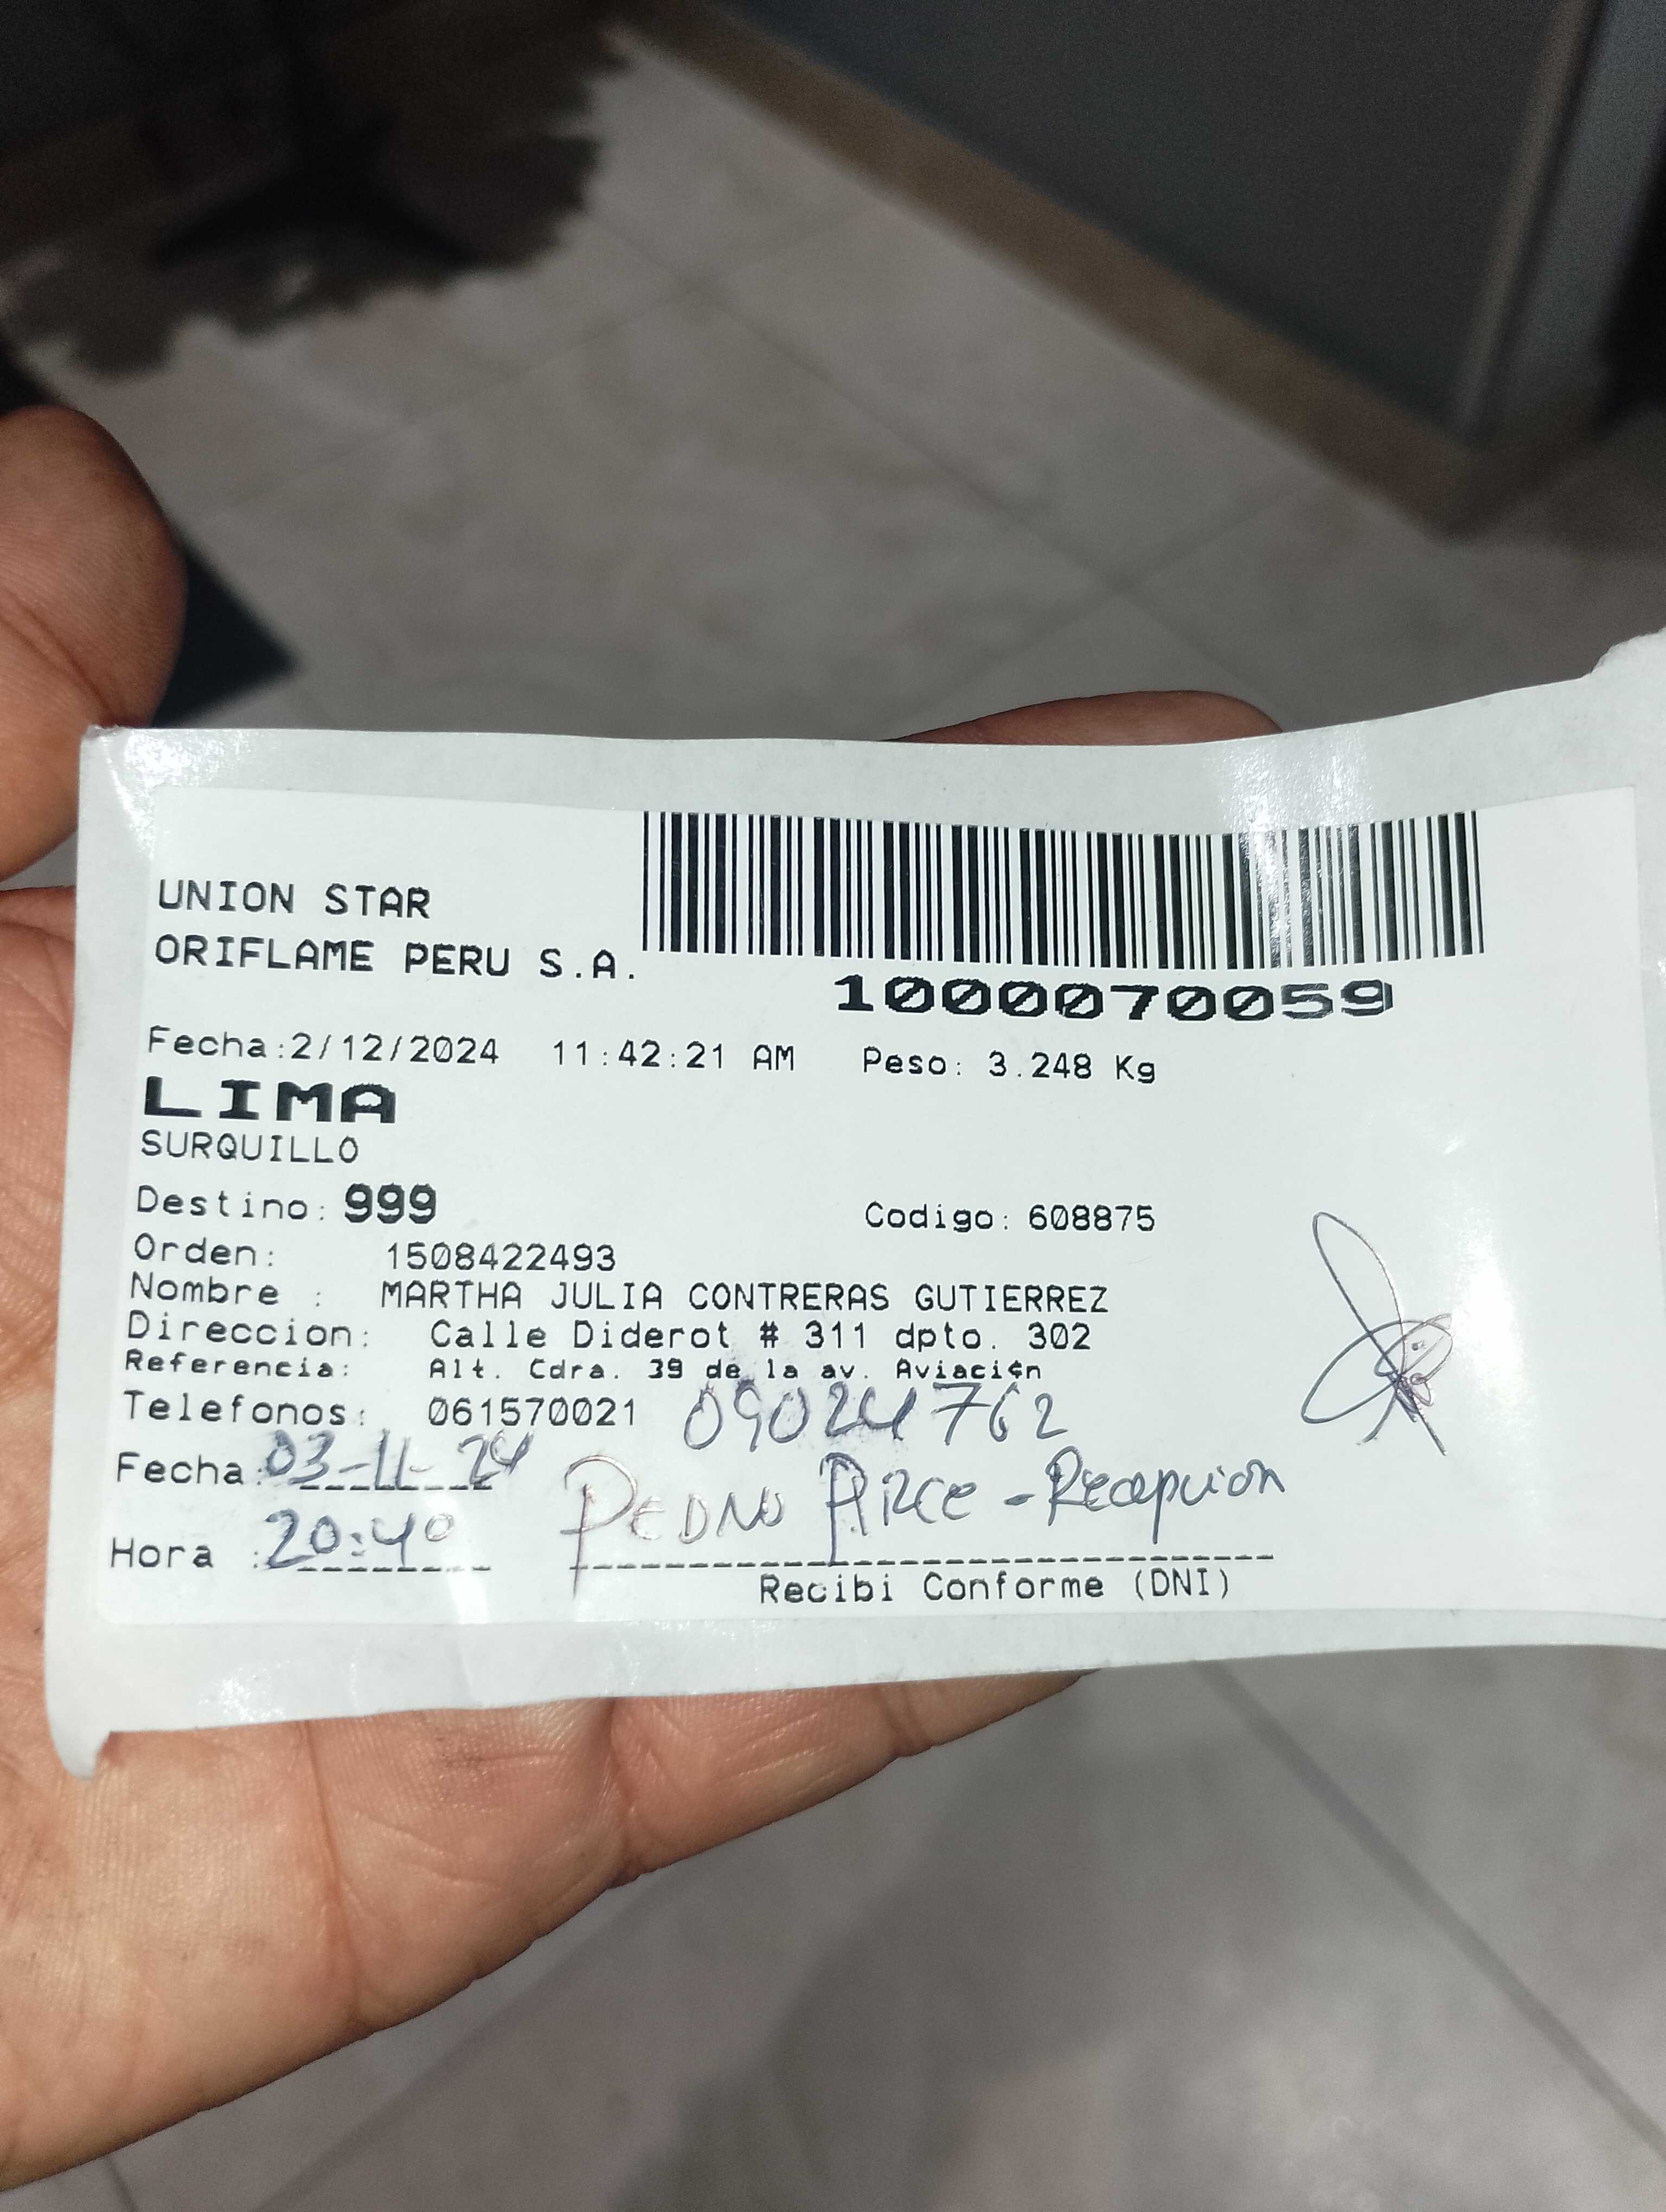 UNION STAR
ORIFLAME PERU S.A.
1000070059
Fecha:2/12/2024 11:42:21 AM Peso: 3.248 Kg
LIMA
SURQUILLO
Destino: 999 Codigo: 608875
Orden: 1508422493
Nombre : MARTHA JULIA CONTRERAS GUTIERREZ
Direccion: Calle Diderot # 311 dpto. 302
Referencia: Alt. Cdra. 39 de la av. Aviaci¢n
Telefonos: 061570021 09024762
Fecha: 03-11-24 PEDRO ARCE - Recepcion
Hora : 20:40
Recibi Conforme (DNI)